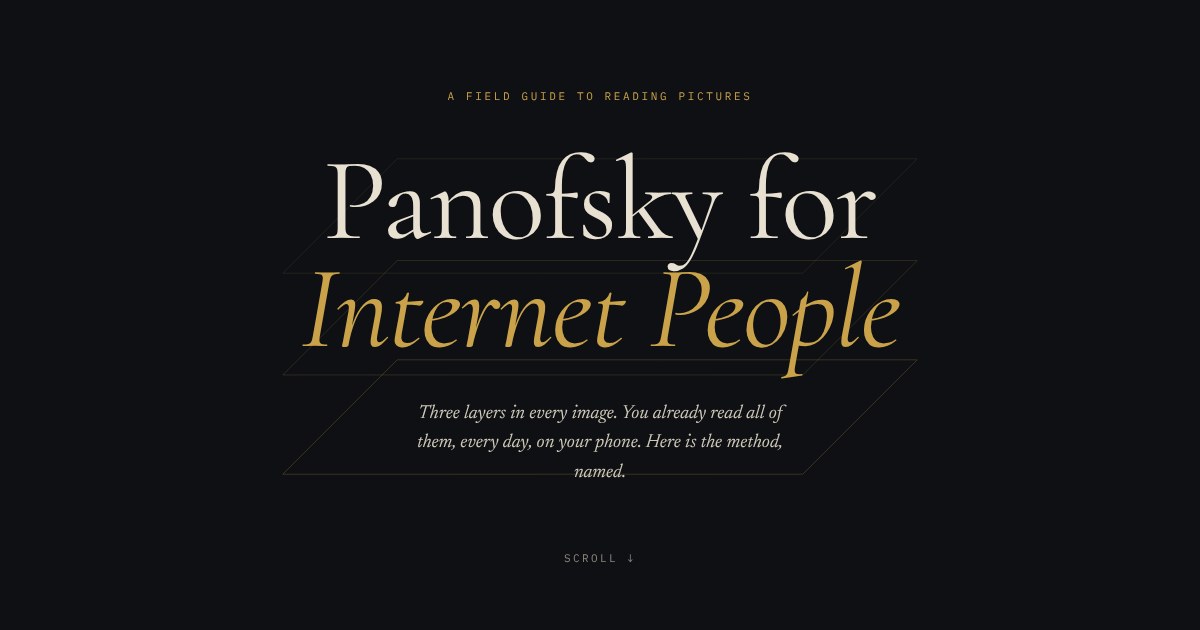 A FIELD GUIDE TO READING PICTURES
Panofsky for
Internet People
Three layers in every image. You already read all of
them, every day, on your phone. Here is the method,
named.
SCROLL ↓